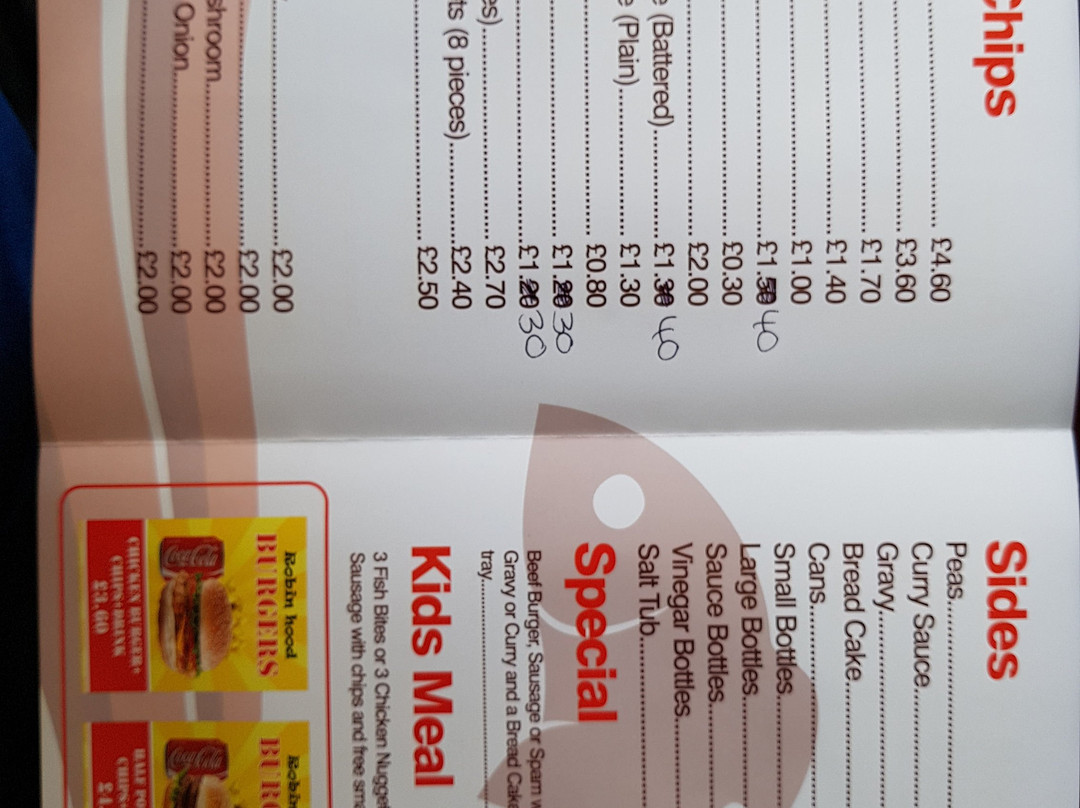 Chips
£4.60
£3.60
£1.70
£1.40
£1.00
£1.50 40
£0.30
£2.00
e (Battered) £1.30 40
e (Plain) £1.30
£0.80
£1.20 30
£1.20 30
es) £2.70
ts (8 pieces) £2.40
£2.50
£2.00
£2.00
shroom £2.00
Onion £2.00
£2.00
Sides
Peas
Curry Sauce
Gravy
Bread Cake
Cans
Small Bottles
Large Bottles
Sauce Bottles
Vinegar Bottles
Salt Tub
Special
Beef Burger, Sausage or Spam w
Gravy or Curry and a Bread Cake
tray
Kids Meal
3 Fish Bites or 3 Chicken Nugget
Sausage with chips and free sma
Robin hood
BURGERS
Coca-Cola
CHICKEN BURGER+
CHIPS+DRINK
£3.60
Robin
BURG
Coca-Cola
HALF PO
CHIPS+
£4